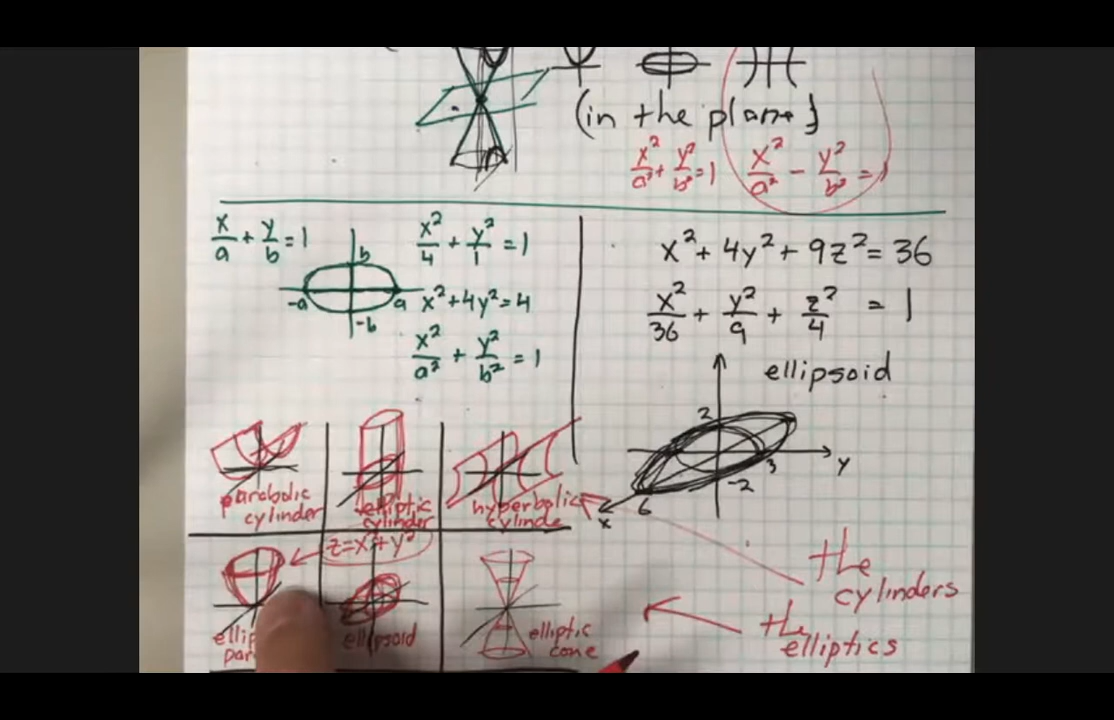 (in the plane)
x²/a² + y²/b² = 1
x²/a² - y²/b² = 1
x/a + y/b = 1
b
-a
a
-b
x²/4 + y²/1 = 1
x²+4y²=4
x²/a² + y²/b² = 1
x²+4y²+9z²=36
x²/36 + y²/9 + z²/4 = 1
ellipsoid
2
y
3
-2
6
x
parabolic
cylinder
elliptic
cylinder
hyperbolic
cylinde
the
cylinders
z=x²+y²
ellip
par
ellipsoid
elliptic
cone
the
elliptics